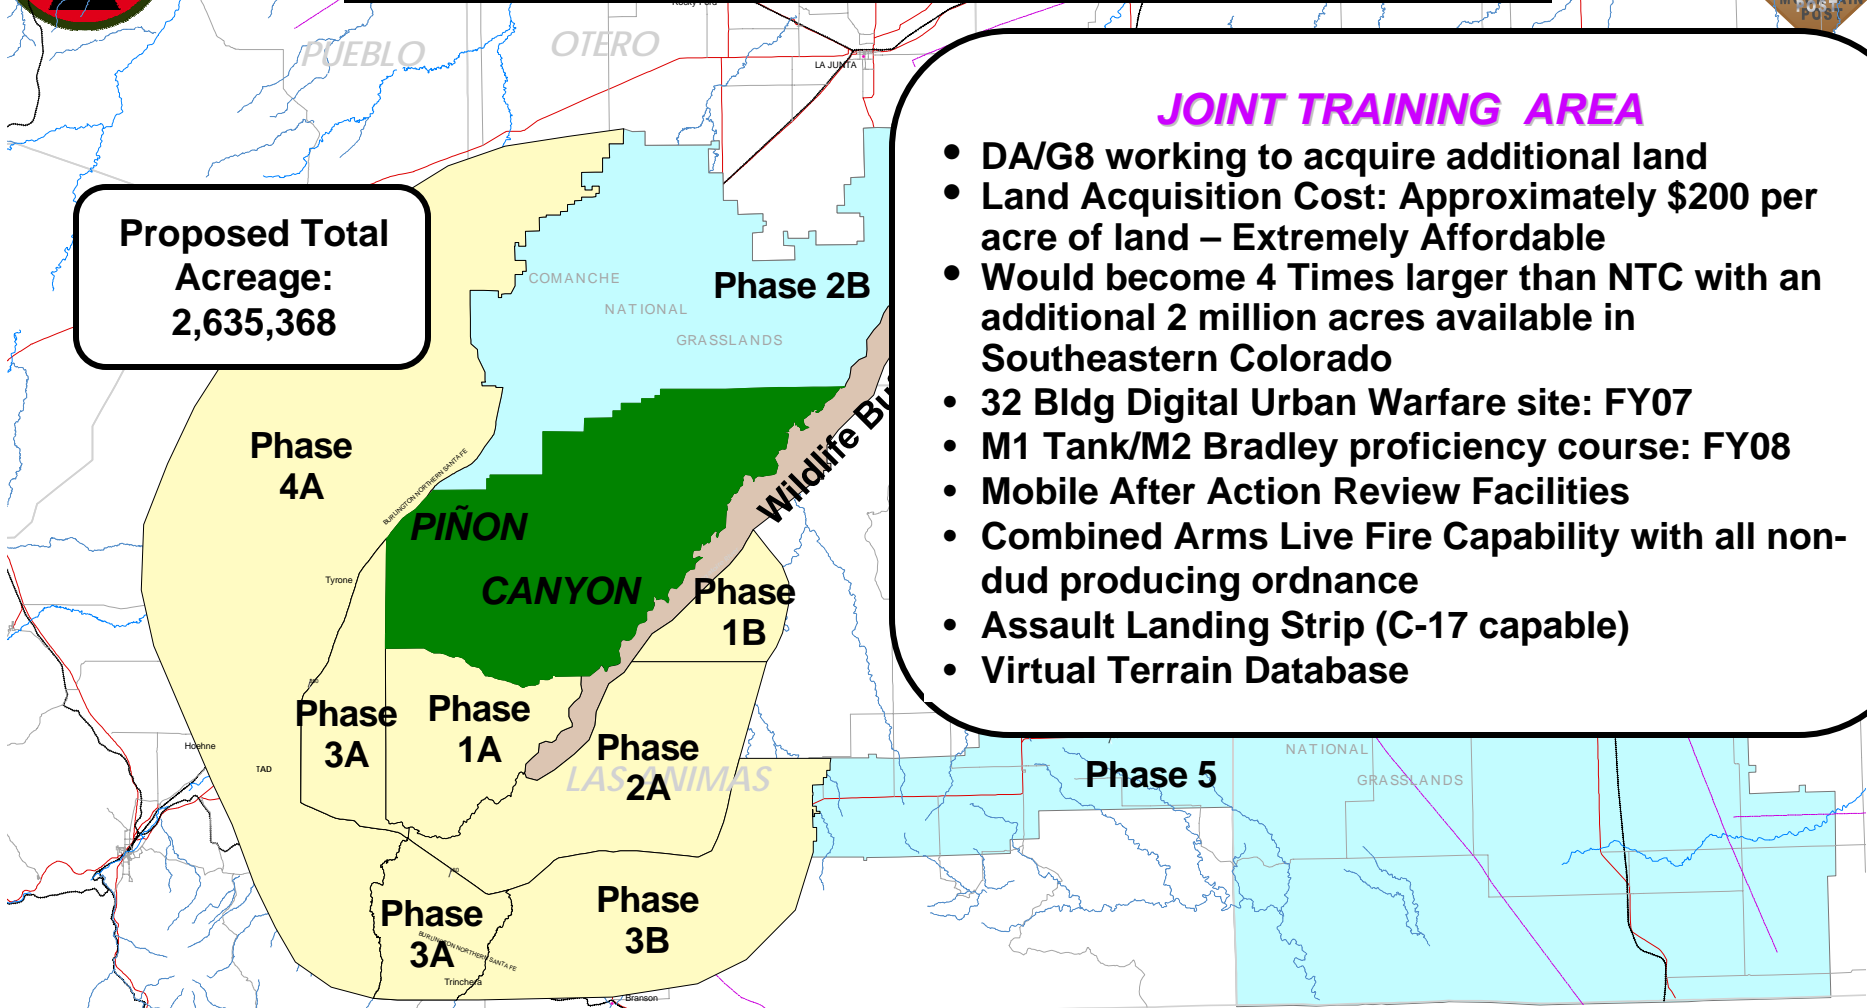 Rocky Ford
MOUNTAIN
POST
PUEBLO
OTERO
LA JUNTA
JOINT TRAINING AREA
• DA/G8 working to acquire additional land
• Land Acquisition Cost: Approximately $200 per
acre of land – Extremely Affordable
• Would become 4 Times larger than NTC with an
additional 2 million acres available in
Southeastern Colorado
• 32 Bldg Digital Urban Warfare site: FY07
• M1 Tank/M2 Bradley proficiency course: FY08
• Mobile After Action Review Facilities
• Combined Arms Live Fire Capability with all non-
dud producing ordnance
• Assault Landing Strip (C-17 capable)
• Virtual Terrain Database
Proposed Total
Acreage:
2,635,368
COMANCHE
NATIONAL
GRASSLANDS
Phase 2B
Phase
4A
BURLINGTON NORTHERN SANTA FE
Wildlife Bu
PIÑON
CANYON
Tyrone
Phase
1B
Phase
3A
Phase
1A
Phase
2A
LAS ANIMAS
Hoehne
TAD
NATIONAL
GRASSLANDS
Phase 5
Phase
3A
BURLINGTON NORTHERN SANTA FE
Trinchera
Phase
3B
Branson